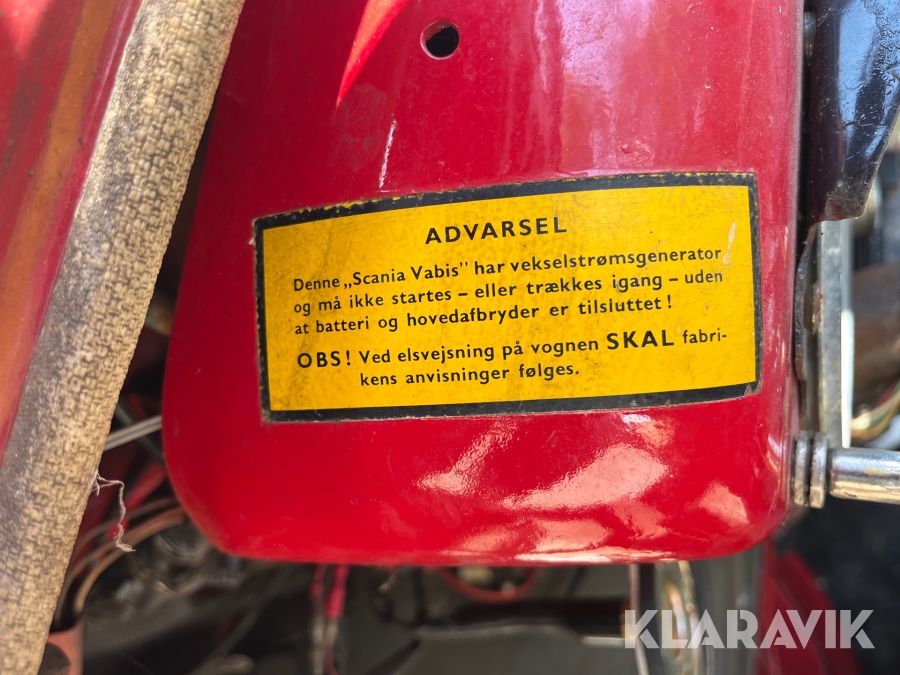 ADVARSEL
Denne „Scania Vabis" har vekselstrømsgenerator
og må ikke startes – eller trækkes igang – uden
at batteri og hovedafbryder er tilsluttet!
OBS! Ved elsvejsning på vognen SKAL fabri-
kens anvisninger følges.
KLARAVIK